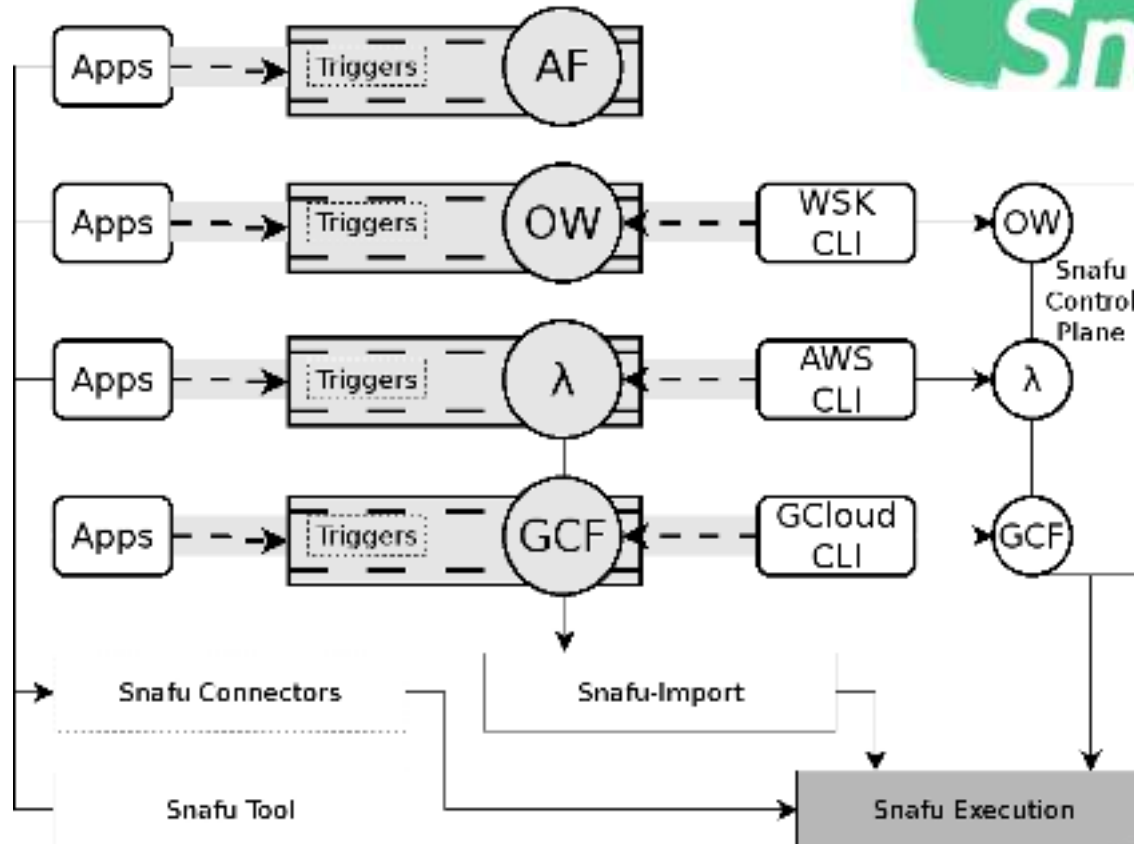 Sn
Apps
Triggers
AF
Apps
Triggers
OW
WSK
CLI
OW
Snafu
Control
Plane
Apps
Triggers
λ
AWS
CLI
λ
Apps
Triggers
GCF
GCloud
CLI
GCF
Snafu Connectors
Snafu-Import
Snafu Tool
Snafu Execution